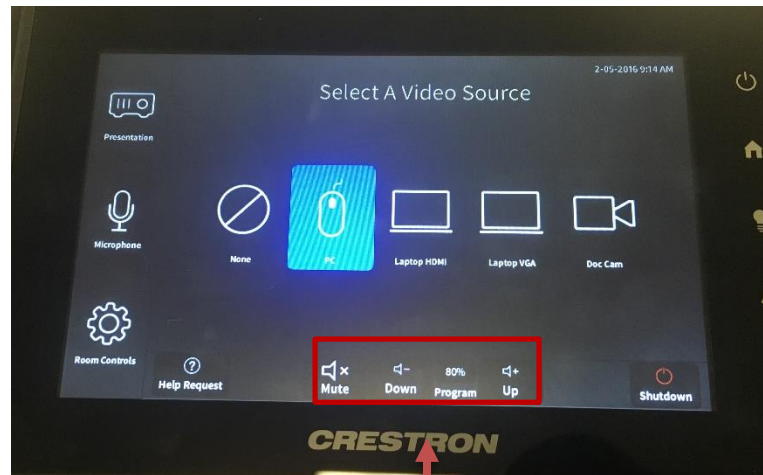 2-05-2016 9:14 AM
Select A Video Source
Presentation
Microphone
None
PC
Laptop HDMI
Laptop VGA
Doc Cam
Room Controls
Help Request
Mute
Down
80%
Program
Up
Shutdown
CRESTRON